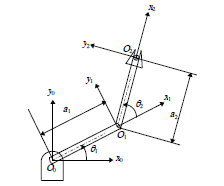 x₂
y₂
O₂
y₁
x₁
y₀
a₁
θ₂
a₂
O₁
θ₁
x₀
O₀